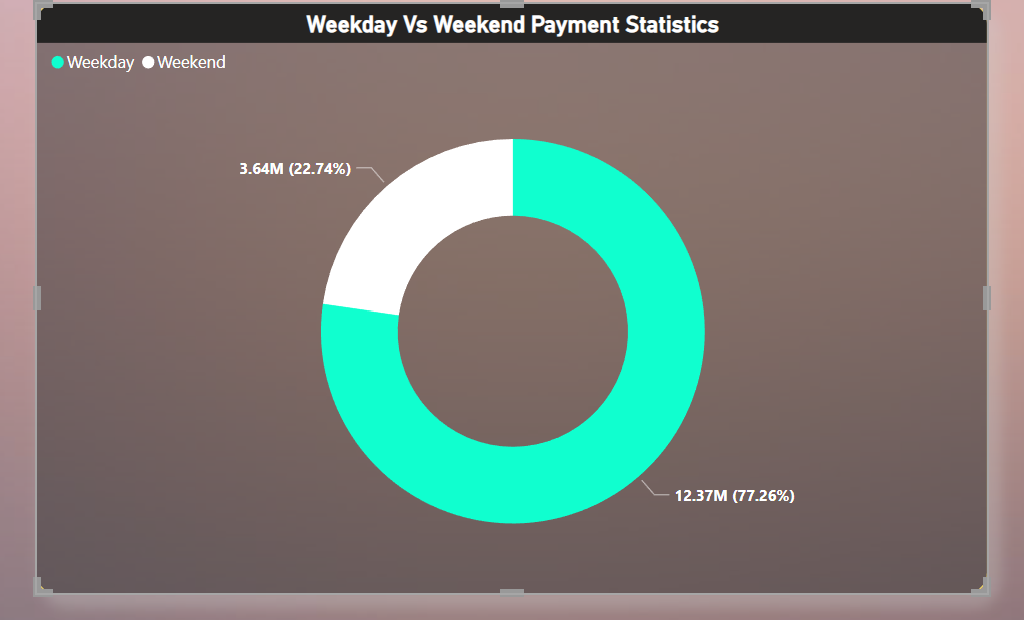 Weekday Vs Weekend Payment Statistics
Weekday Weekend
3.64M (22.74%)
12.37M (77.26%)